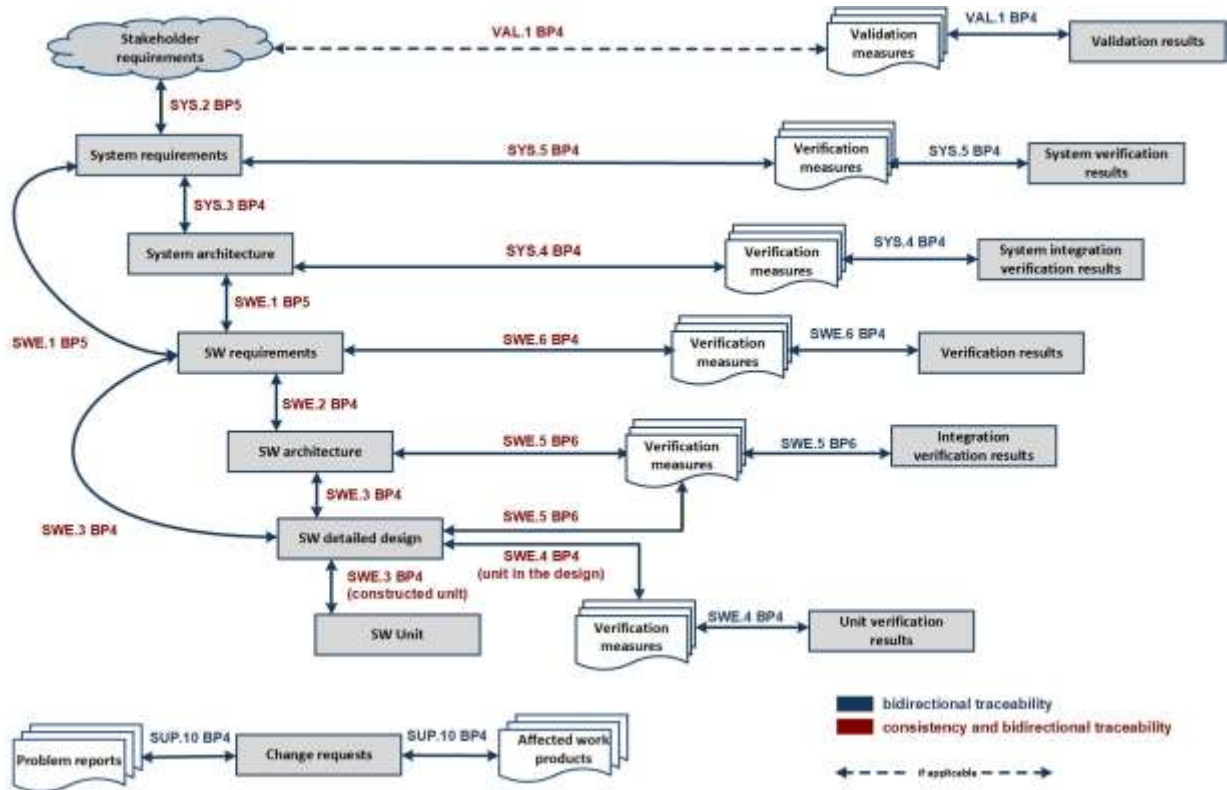 Stakeholder
requirements
VAL.1 BP4
Validation
measures
VAL.1 BP4
Validation results
SYS.2 BP5
System requirements
SYS.5 BP4
Verification
measures
SYS.5 BP4
System verification
results
SYS.3 BP4
System architecture
SYS.4 BP4
Verification
measures
SYS.4 BP4
System integration
verification results
SWE.1 BP5
SWE.1 BP5
SW requirements
SWE.6 BP4
Verification
measures
SWE.6 BP4
Verification results
SWE.2 BP4
SW architecture
SWE.5 BP6
Verification
measures
SWE.5 BP6
Integration
verification results
SWE.3 BP4
SWE.3 BP4
SW detailed design
SWE.5 BP6
SWE.4 BP4
(unit in the design)
SWE.3 BP4
(constructed unit)
SW Unit
Verification
measures
SWE.4 BP4
Unit verification
results
bidirectional traceability
consistency and bidirectional traceability
if applicable
Problem reports
SUP.10 BP4
Change requests
SUP.10 BP4
Affected work
products